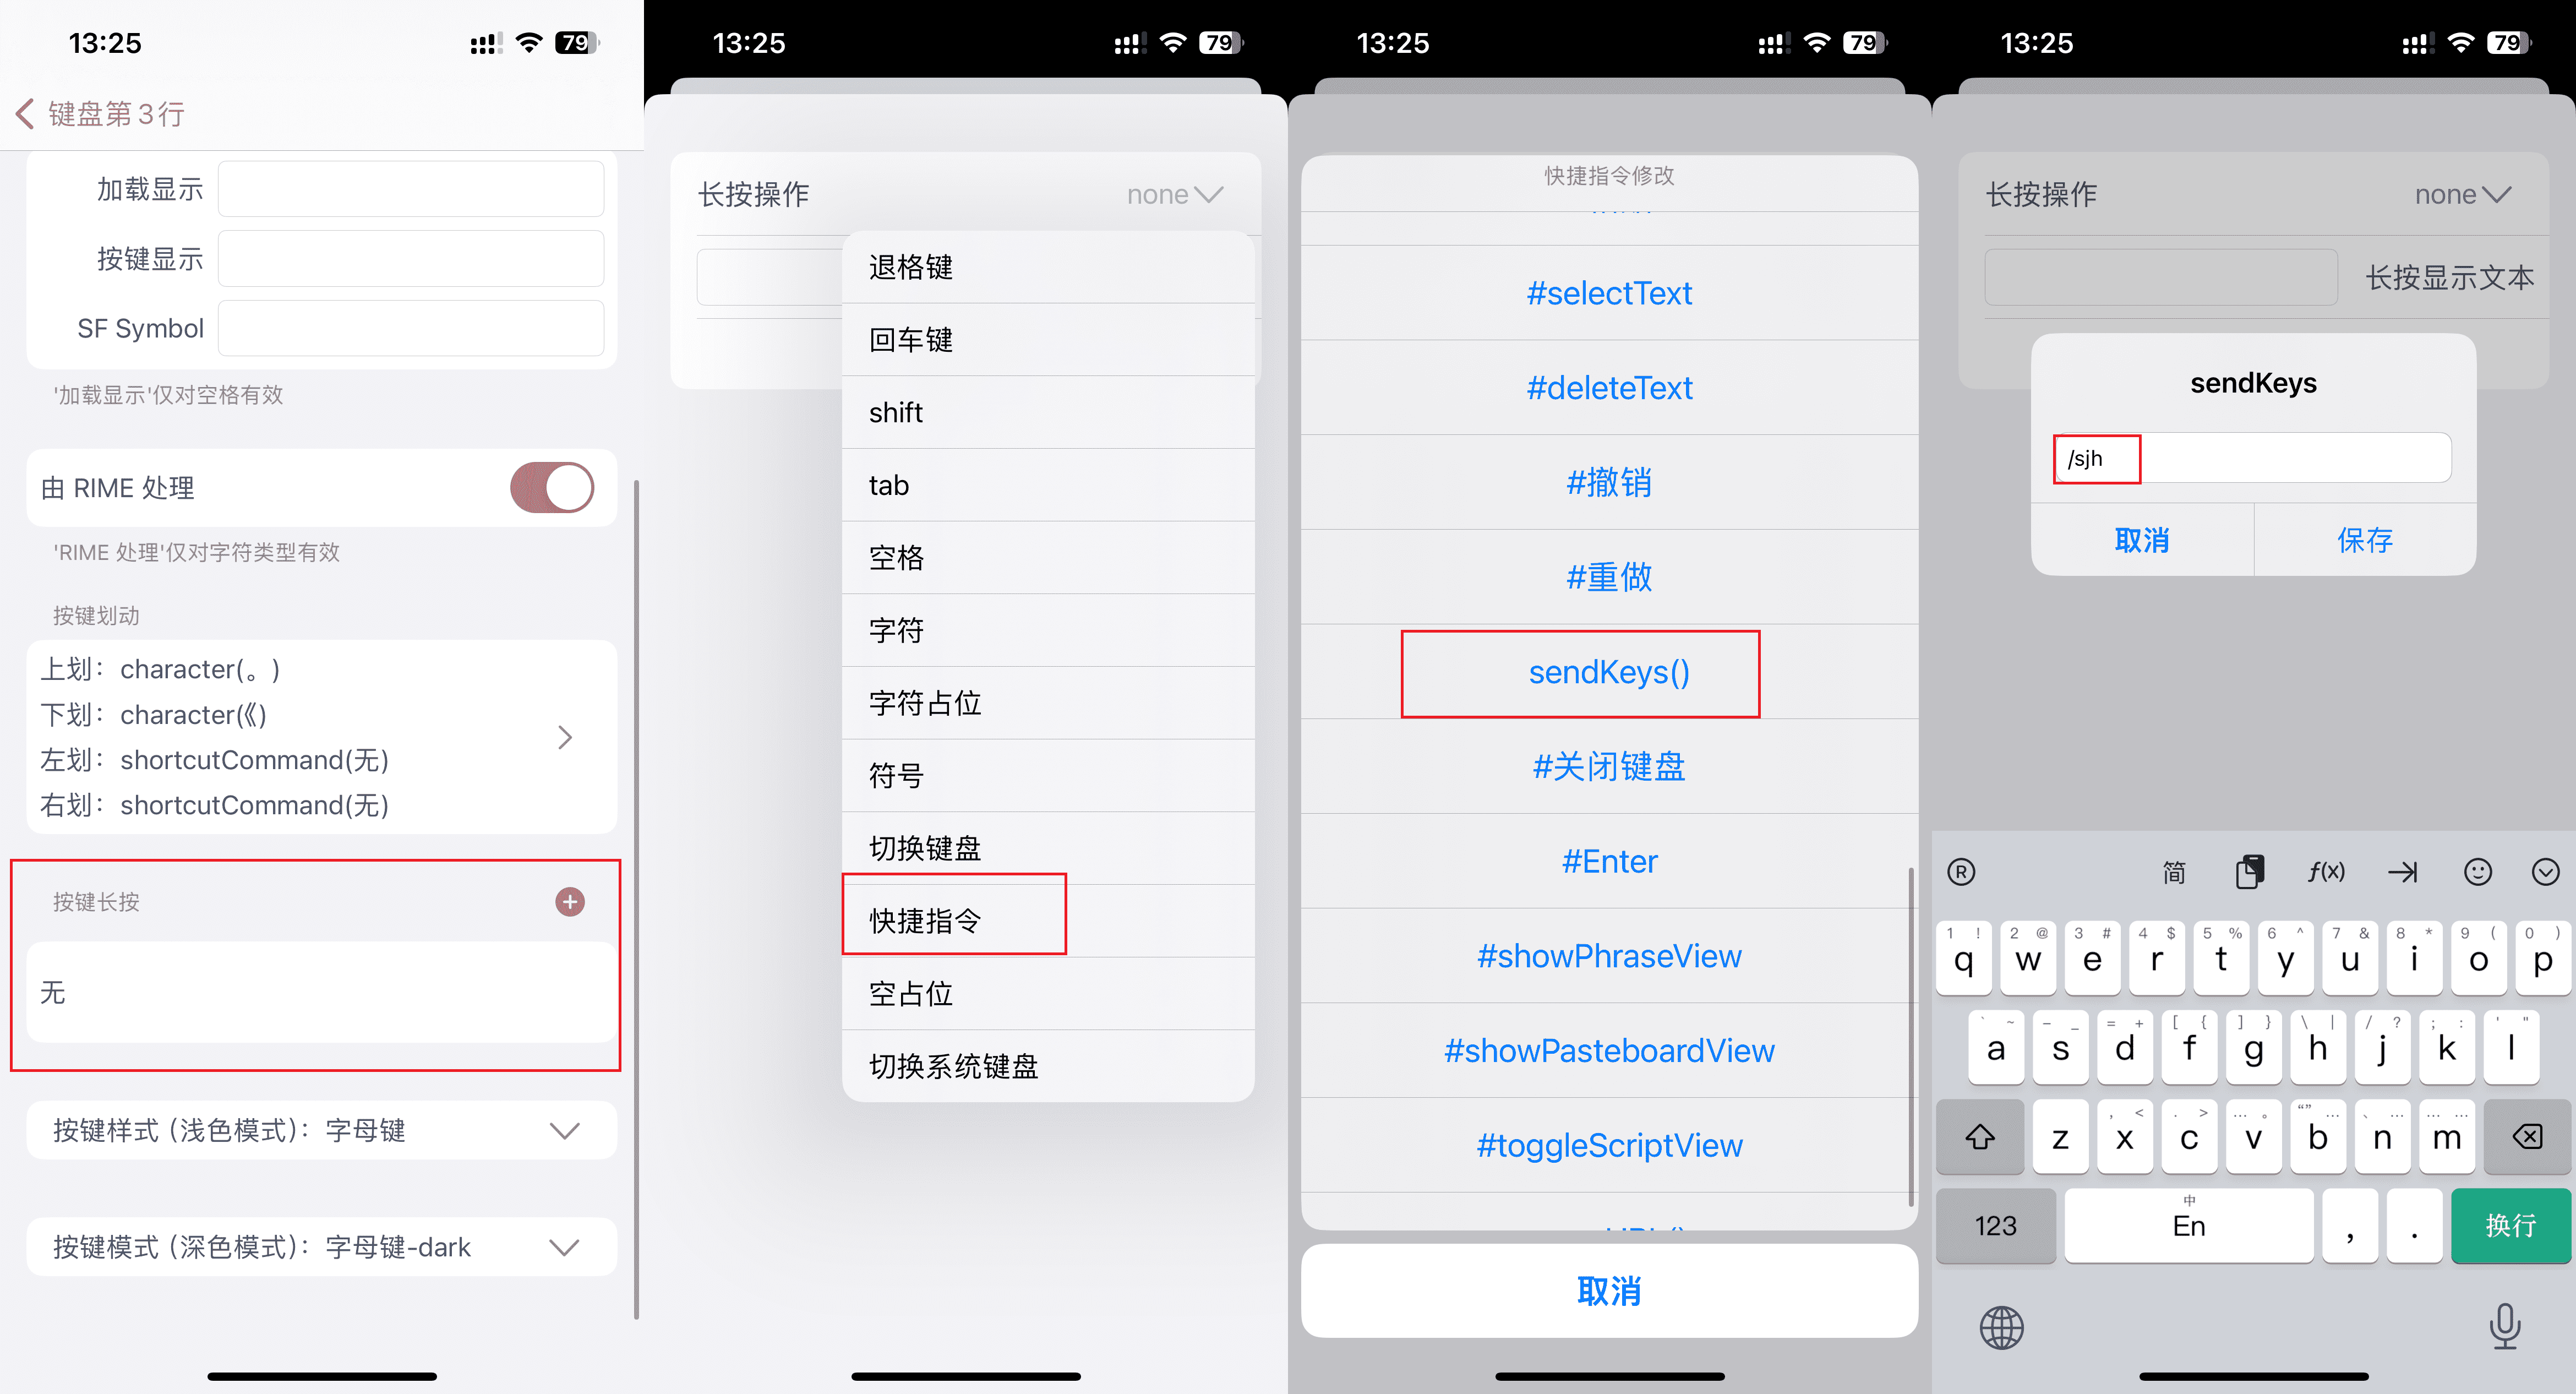 13:25
79
键盘第3行
加载显示
按键显示
SF Symbol
'加载显示'仅对空格有效
由 RIME 处理
'RIME 处理'仅对字符类型有效
按键划动
上划：character(。)
下划：character(《)
左划：shortcutCommand(无)
右划：shortcutCommand(无)
按键长按
无
按键样式 (浅色模式)：字母键
按键模式 (深色模式)：字母键-dark
13:25
79
长按操作
none
退格键
回车键
shift
tab
空格
字符
字符占位
符号
切换键盘
快捷指令
空占位
切换系统键盘
13:25
79
快捷指令修改
#selectText
#deleteText
#撤销
#重做
sendKeys()
#关闭键盘
#Enter
#showPhraseView
#showPasteboardView
#toggleScriptView
取消
13:25
79
长按操作
none
长按显示文本
sendKeys
/sjh
取消 保存
R 简 f(x)
1 ! 2 @ 3 # 4 $ 5 % 6 ^ 7 & 8 * 9 ( 0 )
q w e r t y u i o p
` ~ - _ = + [ { ] } \ | / ? ; : ' "
a s d f g h j k l
, < . > … 。 “” … 、 … … …
z x c v b n m
中
123 En , . 换行